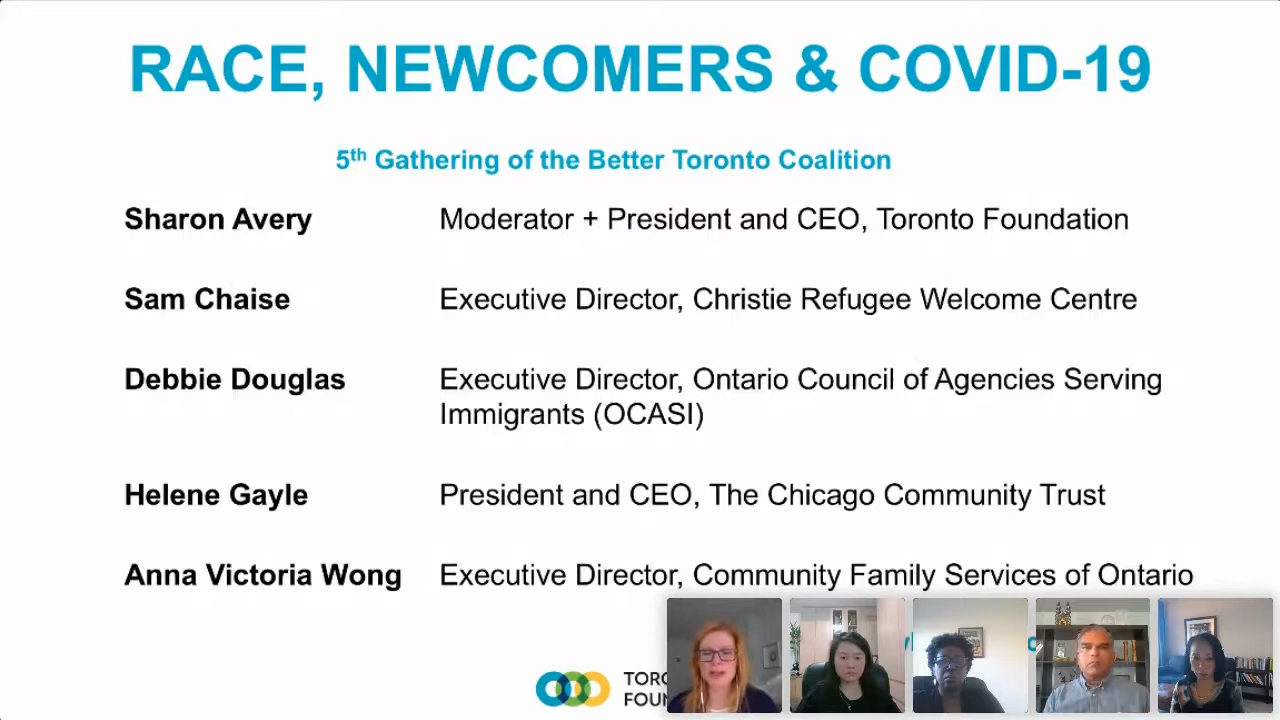 RACE, NEWCOMERS & COVID-19
5th Gathering of the Better Toronto Coalition
Sharon Avery Moderator + President and CEO, Toronto Foundation
Sam Chaise Executive Director, Christie Refugee Welcome Centre
Debbie Douglas Executive Director, Ontario Council of Agencies Serving
Immigrants (OCASI)
Helene Gayle President and CEO, The Chicago Community Trust
Anna Victoria Wong Executive Director, Community Family Services of Ontario